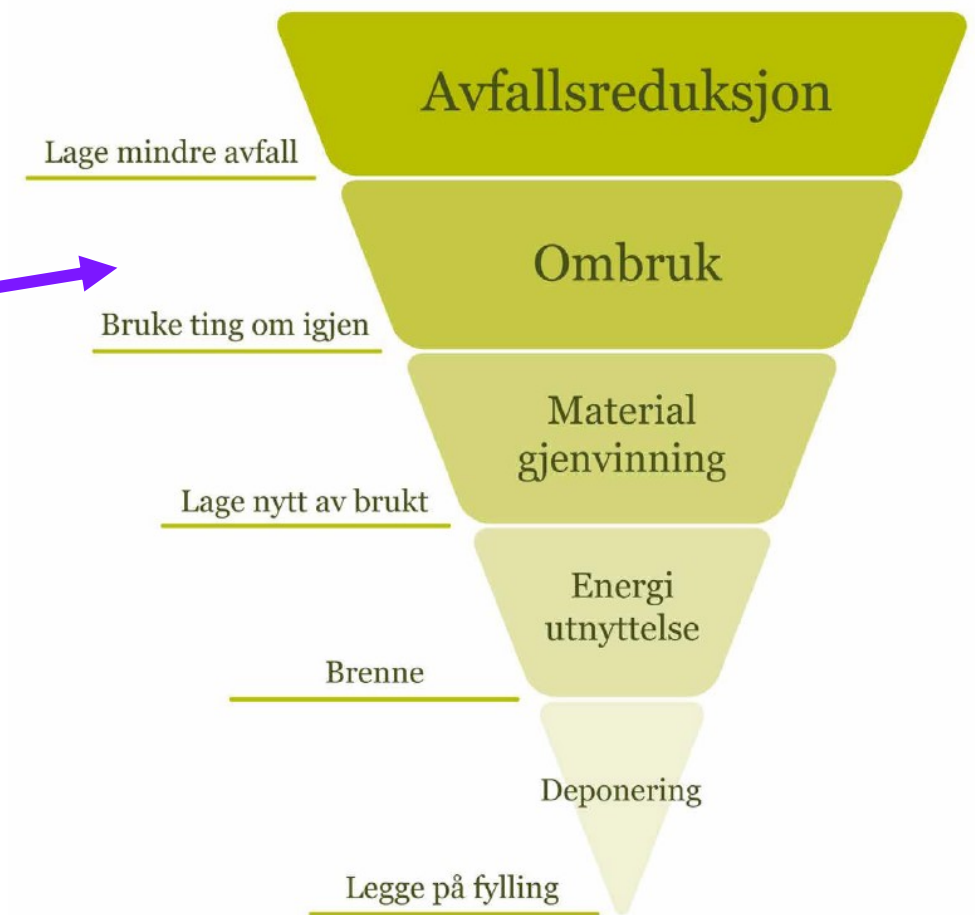 Avfallsreduksjon
Lage mindre avfall
Ombruk
Bruke ting om igjen
Material
gjenvinning
Lage nytt av brukt
Energi
utnyttelse
Brenne
Deponering
Legge på fylling